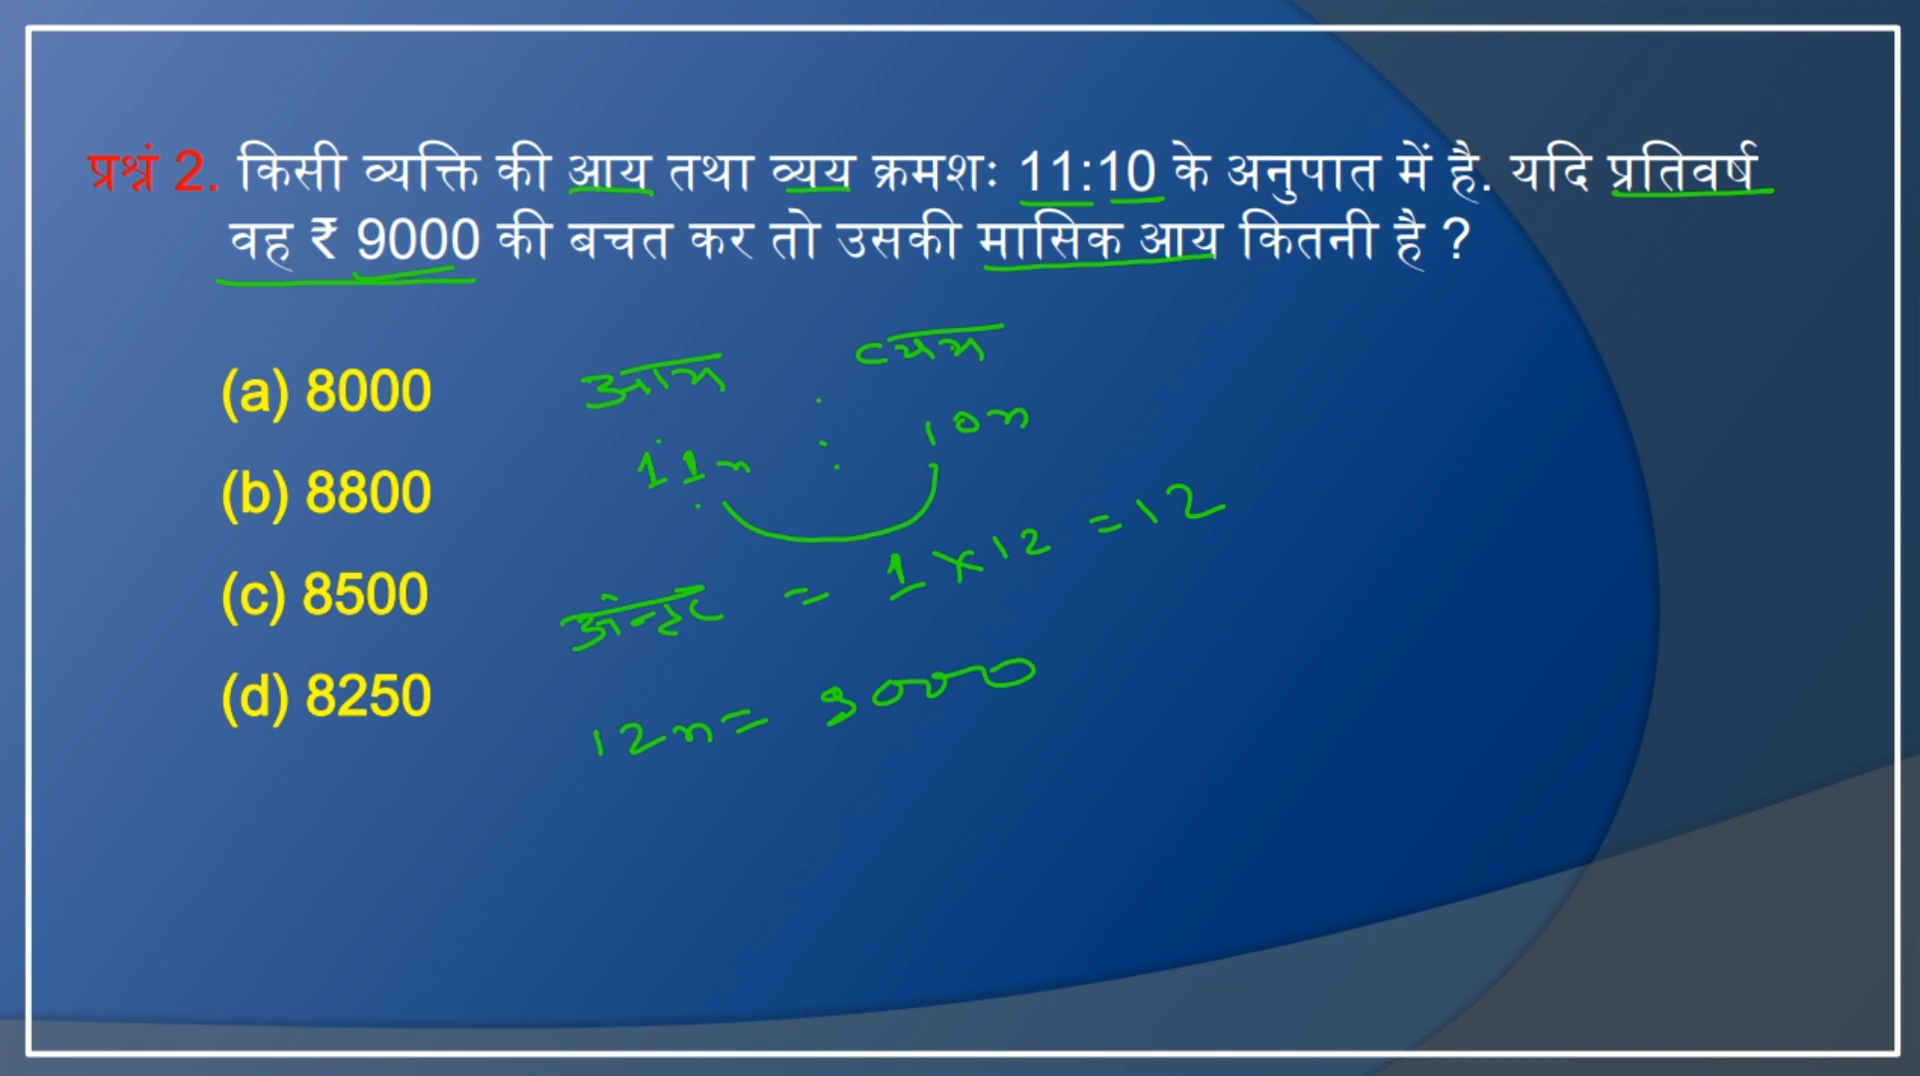 प्रश्नं 2. किसी व्यक्ति की आय तथा व्यय क्रमशः 11:10 के अनुपात में है. यदि प्रतिवर्ष
वह ₹ 9000 की बचत कर तो उसकी मासिक आय कितनी है ?
(a) 8000
(b) 8800
(c) 8500
(d) 8250
आय : व्यय
11x : 10x
अन्तर = 1 × 12 = 12
12x = 9000